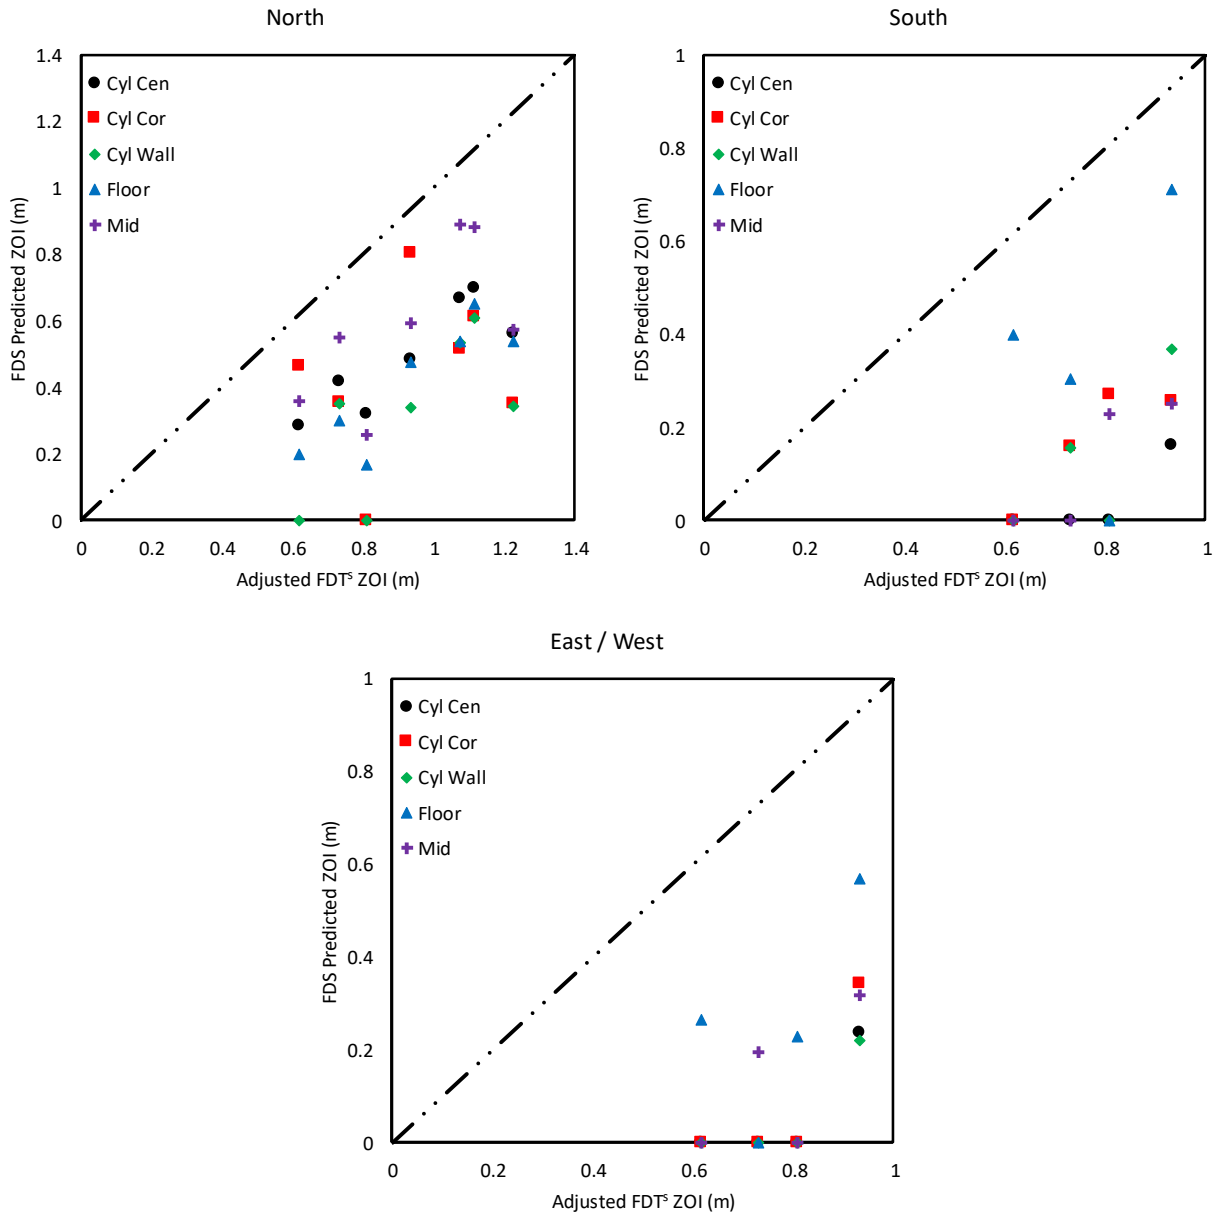 North
1.4
1.2
1
0.8
0.6
0.4
0.2
0
FDS Predicted ZOI (m)
Cyl Cen
Cyl Cor
Cyl Wall
Floor
Mid
0 0.2 0.4 0.6 0.8 1 1.2 1.4
Adjusted FDTˢ ZOI (m)
South
1
0.8
0.6
0.4
0.2
0
FDS Predicted ZOI (m)
Cyl Cen
Cyl Cor
Cyl Wall
Floor
Mid
0 0.2 0.4 0.6 0.8 1
Adjusted FDTˢ ZOI (m)
East / West
1
0.8
0.6
0.4
0.2
0
FDS Predicted ZOI (m)
Cyl Cen
Cyl Cor
Cyl Wall
Floor
Mid
0 0.2 0.4 0.6 0.8 1
Adjusted FDTˢ ZOI (m)